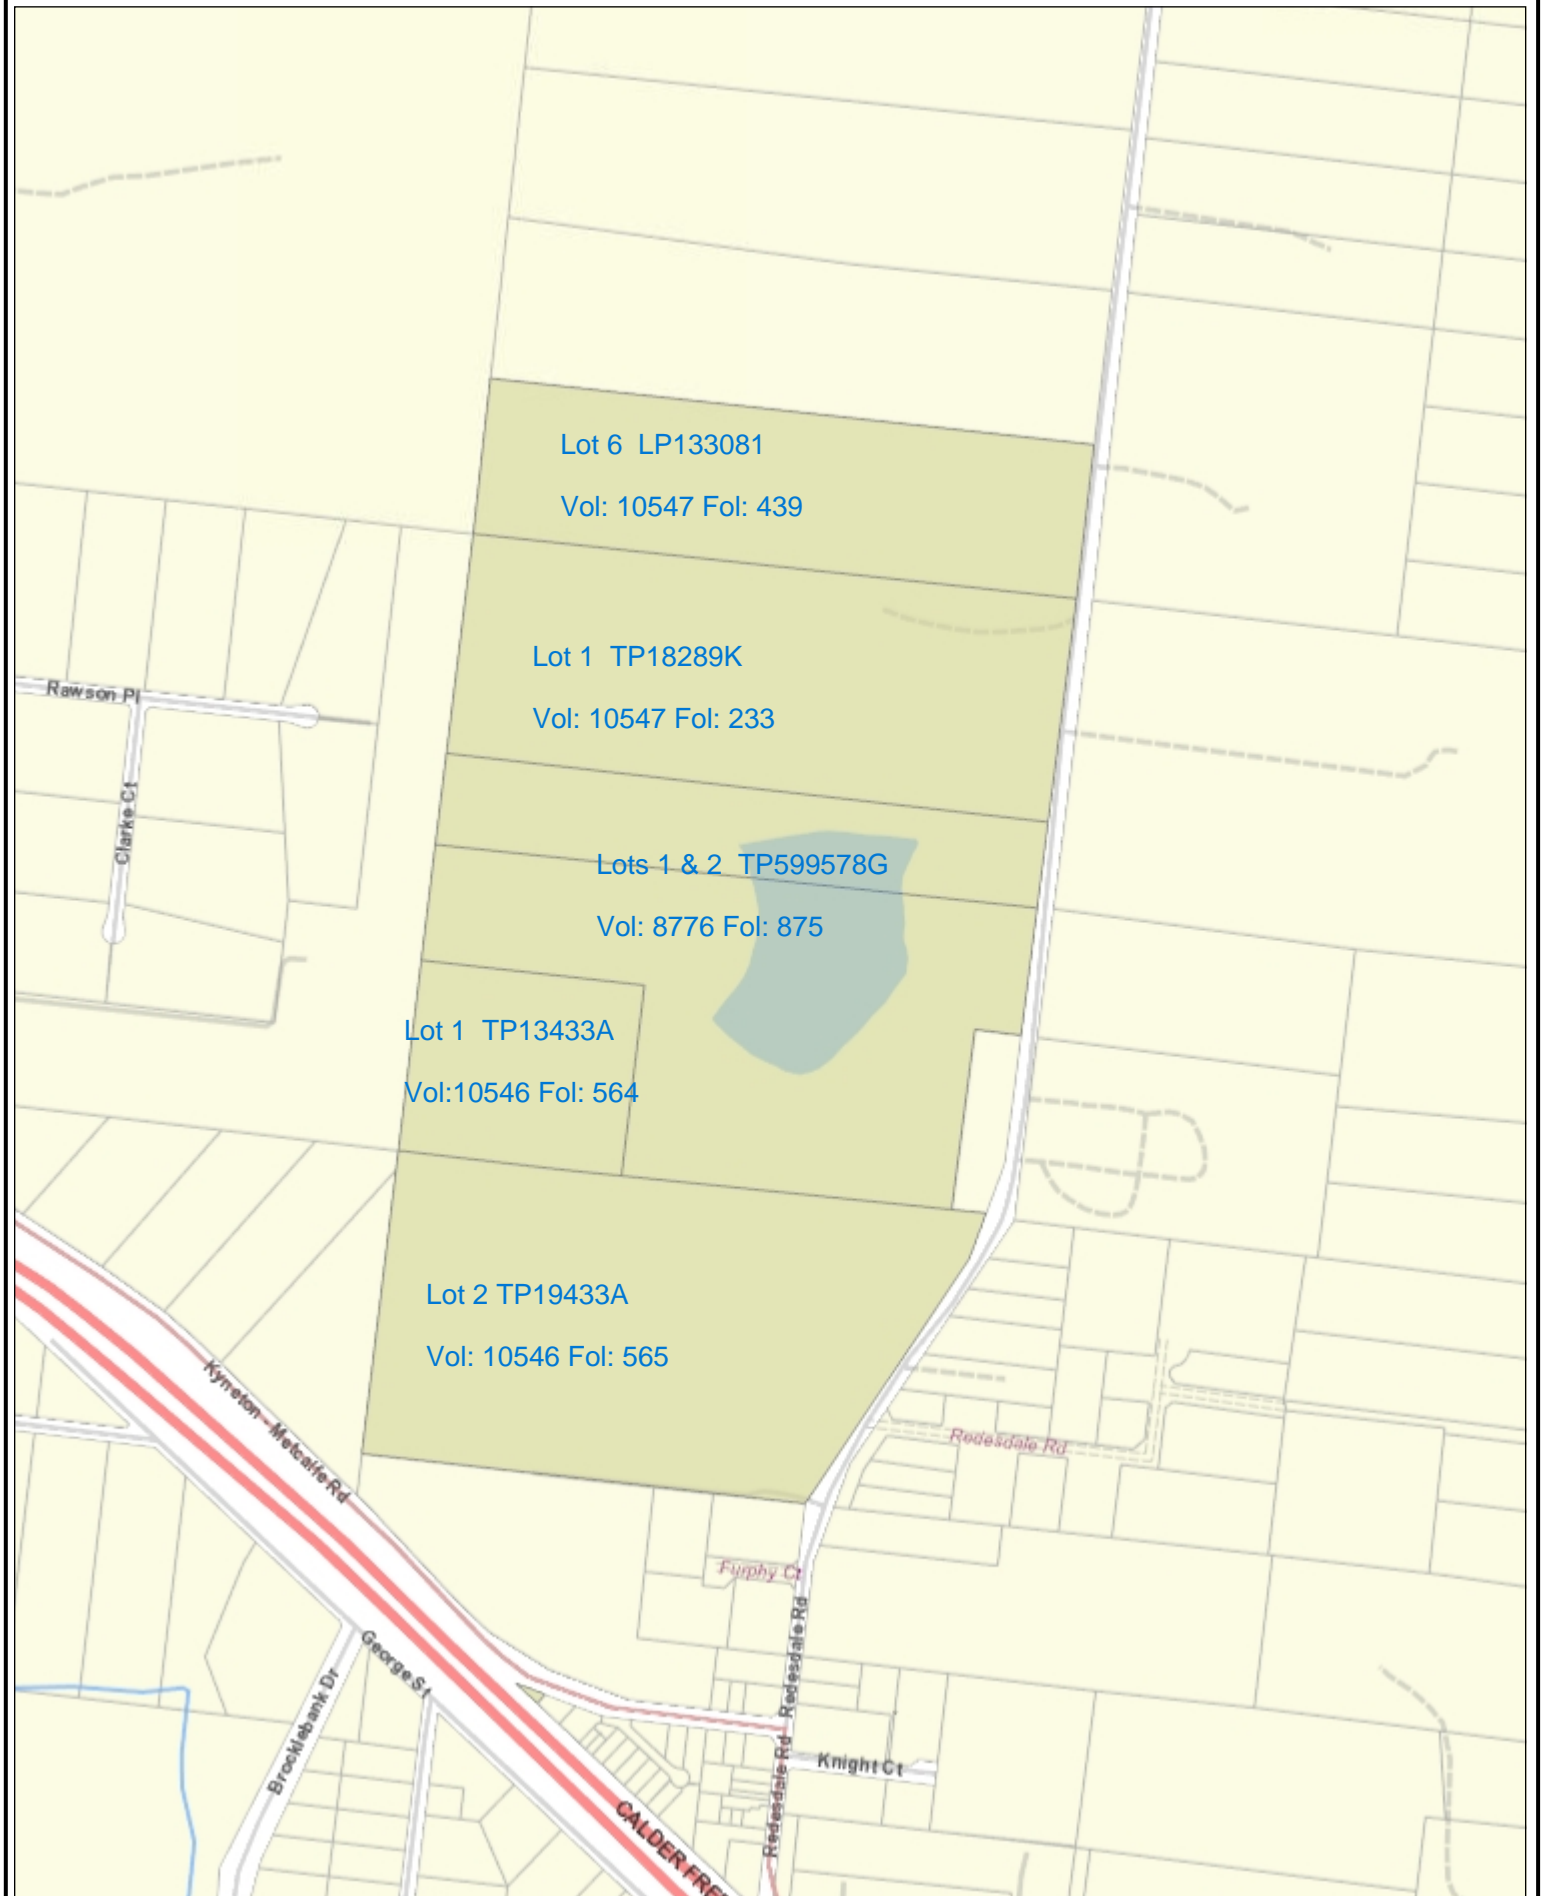 Lot 6 LP133081
Vol: 10547 Fol: 439
Lot 1 TP18289K
Vol: 10547 Fol: 233
Rawson Pl
Clarke Ct
Lots 1 & 2 TP599578G
Vol: 8776 Fol: 875
Lot 1 TP13433A
Vol:10546 Fol: 564
Lot 2 TP19433A
Vol: 10546 Fol: 565
Kyneton - Metcalfe Rd
Redesdale Rd
Furphy Ct
Redesdale Rd
George St
Brocklebank Dr
Redesdale Rd
Knight Ct
CALDER FREE